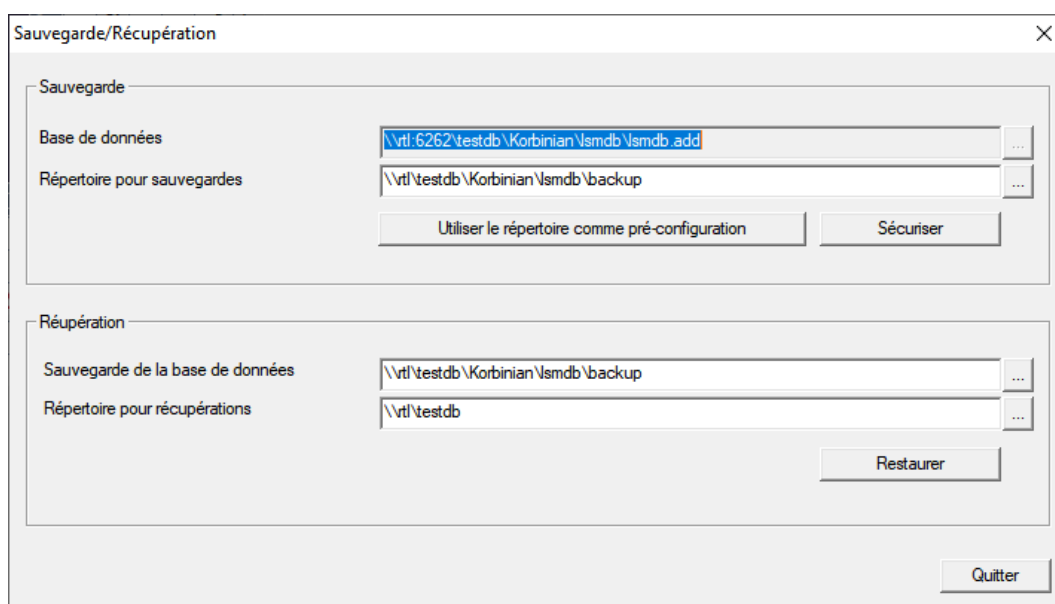 Sauvegarde/Récupération
Sauvegarde
Base de données
\\rtl:6262\testdb\Korbinian\lsmdb\lsmdb.add
...
Répertoire pour sauvegardes
\\rtl\testdb\Korbinian\lsmdb\backup
...
Utiliser le répertoire comme pré-configuration
Sécuriser
Réupération
Sauvegarde de la base de données
\\rtl\testdb\Korbinian\lsmdb\backup
...
Répertoire pour récupérations
\\rtl\testdb
...
Restaurer
Quitter